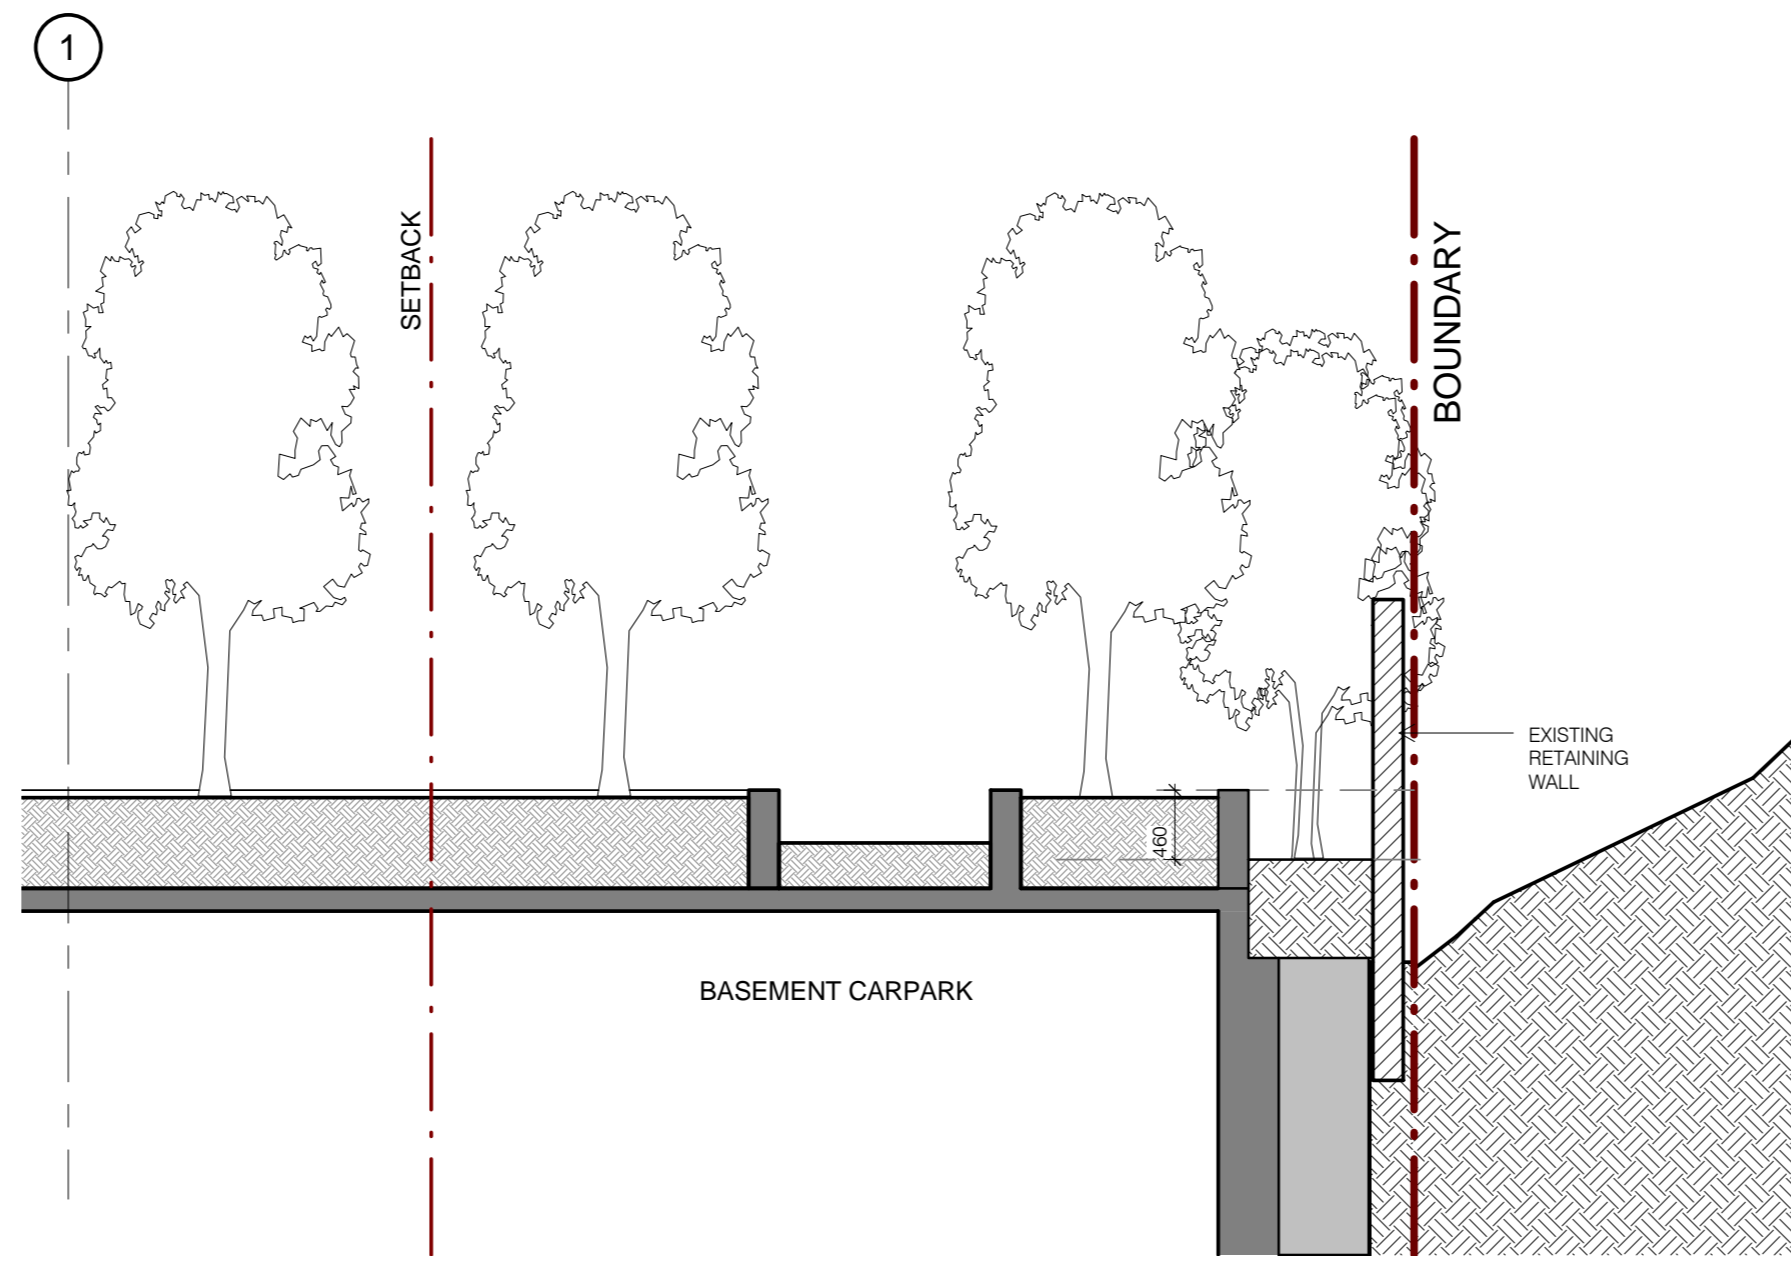 1
SETBACK
BOUNDARY
EXISTING
RETAINING
WALL
460
BASEMENT CARPARK